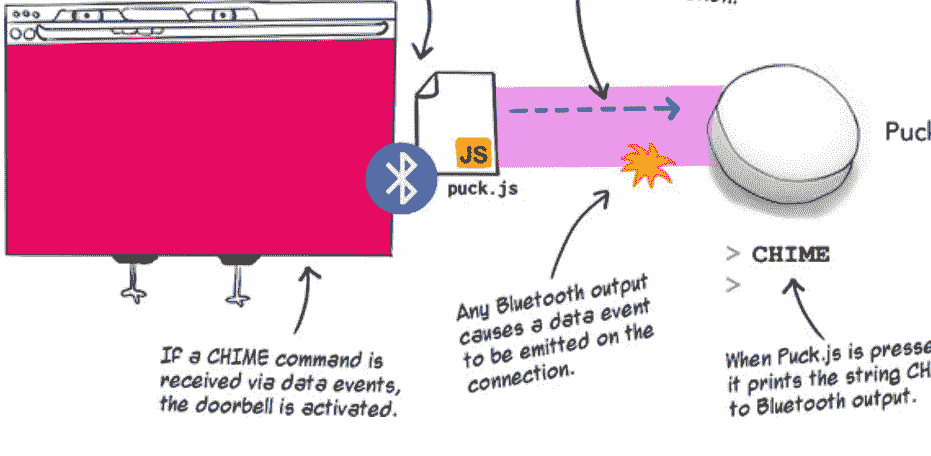 Puck
JS
puck.js
> CHIME
>
Any Bluetooth output
causes a data event
to be emitted on the
connection.
If a CHIME command is
received via data events,
the doorbell is activated.
When Puck.js is presse
it prints the string CH
to Bluetooth output.